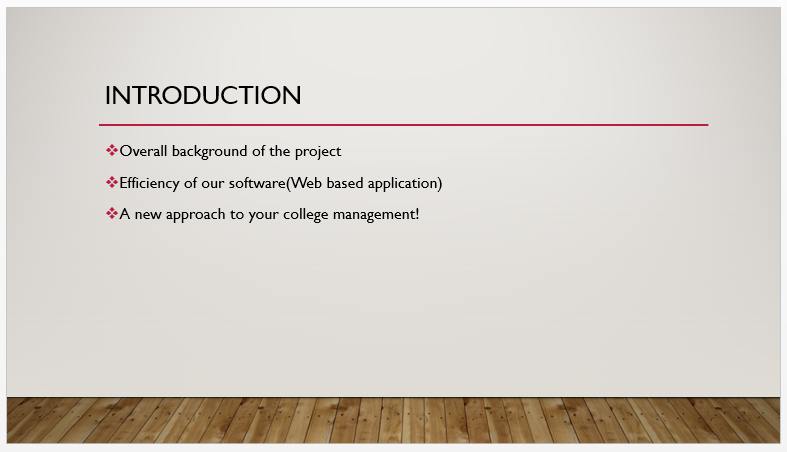 INTRODUCTION
❖Overall background of the project
❖Efficiency of our software(Web based application)
❖A new approach to your college management!